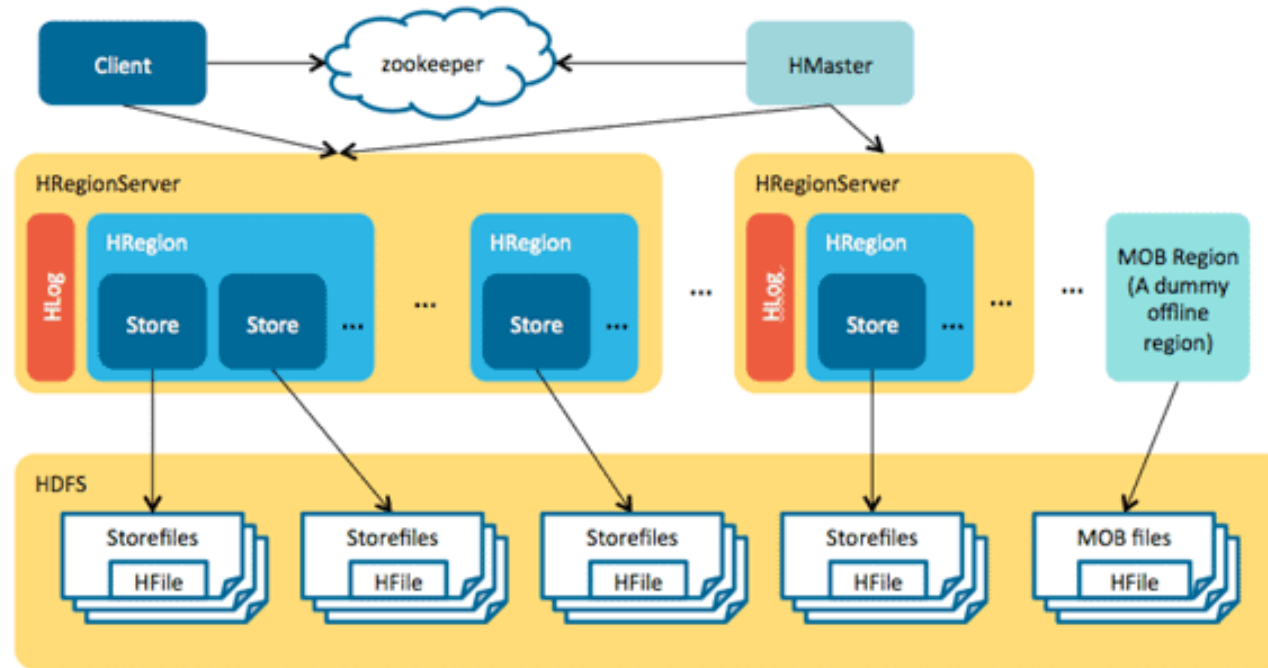 Client
zookeeper
HMaster
HRegionServer
HRegionServer
HLog
HRegion
Store
Store
...
...
HRegion
Store
...
...
HLog
HRegion
Store
...
...
...
MOB Region
(A dummy
offline
region)
HDFS
Storefiles
HFile
Storefiles
HFile
Storefiles
HFile
Storefiles
HFile
MOB files
HFile